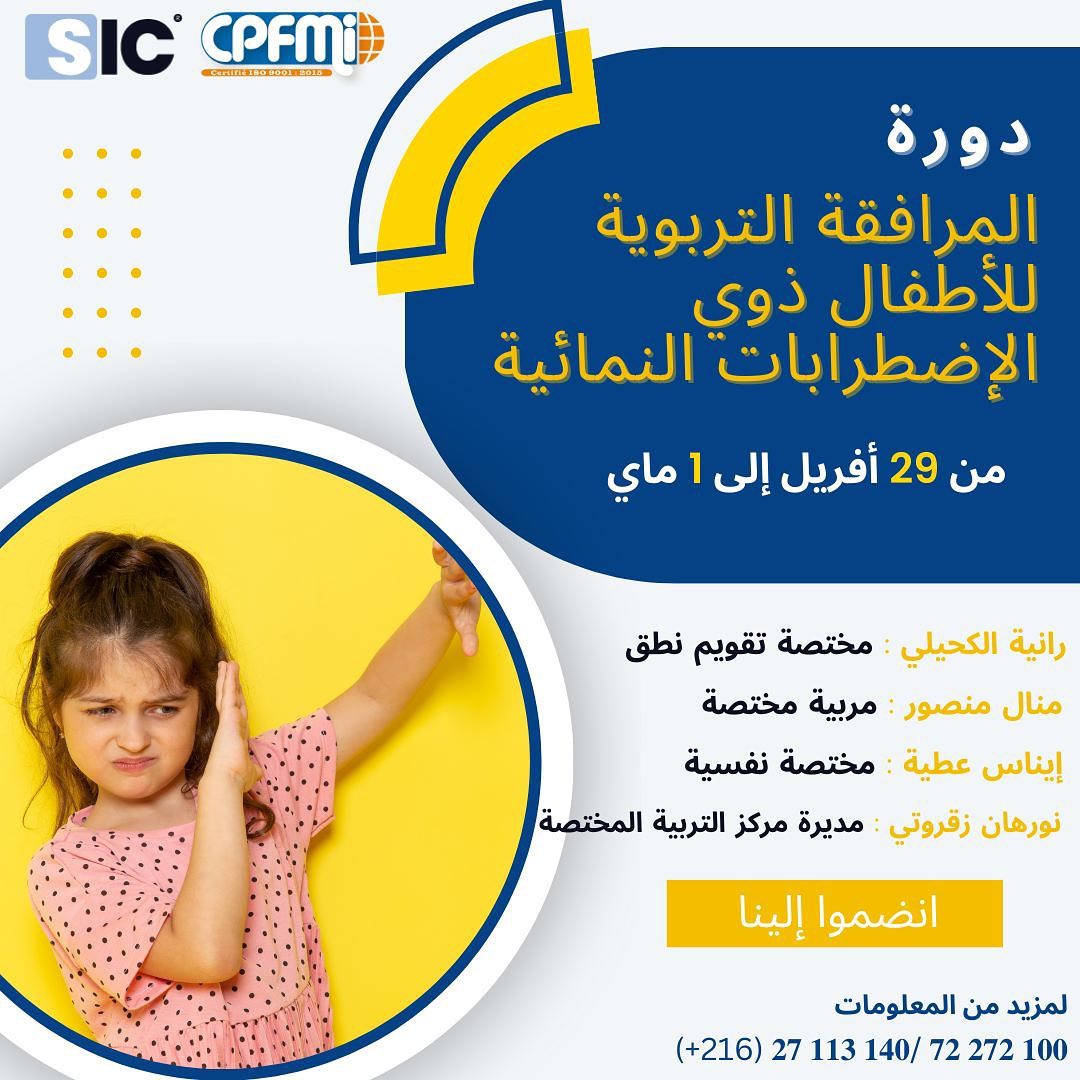 SIC
CPFMi
Certifié ISO 9001 : 2015
دورة
المرافقة التربوية
للأطفال ذوي
الإضطرابات النمائية
من 29 أفريل إلى 1 ماي
رانية الكحيلي : مختصة تقويم نطق
منال منصور : مربية مختصة
إيناس عطية : مختصة نفسية
نورهان زقروتي : مديرة مركز التربية المختصة
انضموا إلينا
لمزيد من المعلومات
(+216) 27 113 140/ 72 272 100